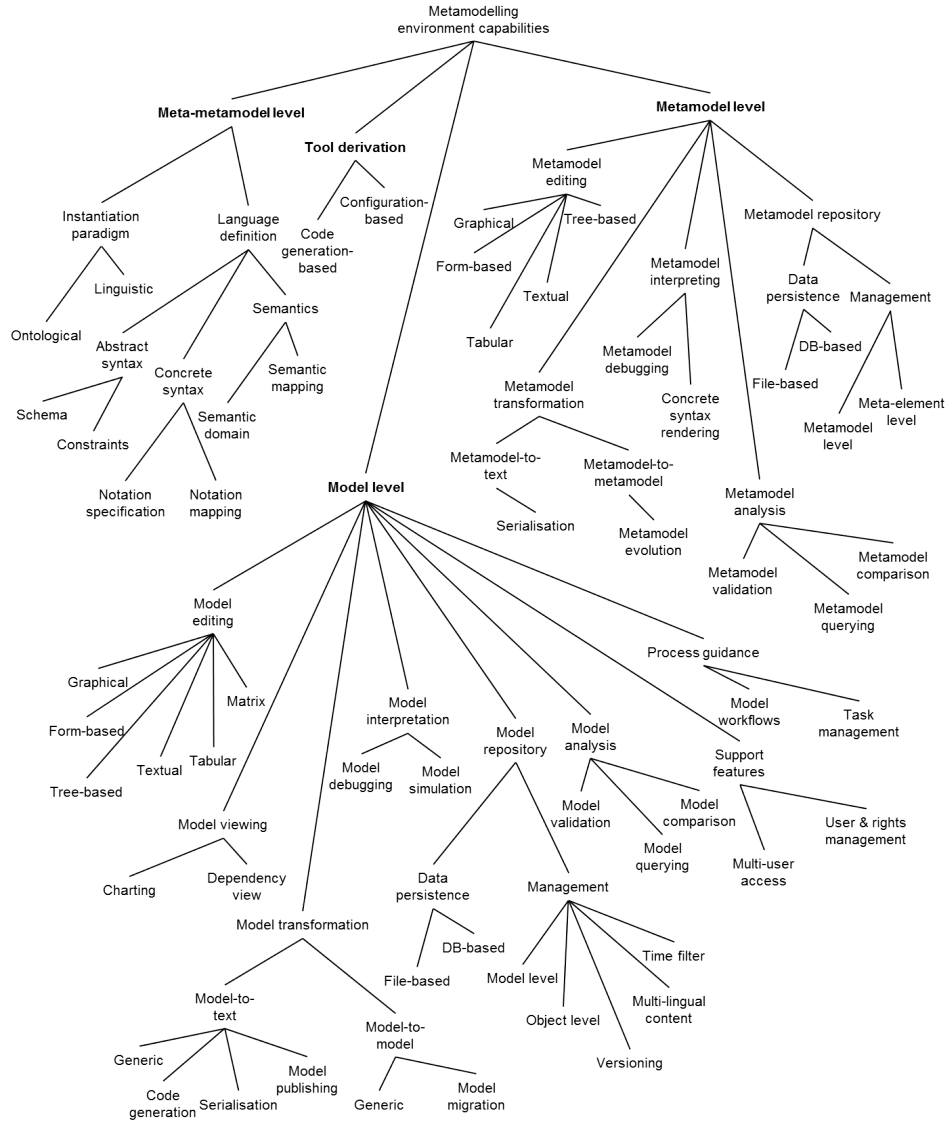 Metamodelling
environment capabilities
Meta-metamodel level
Instantiation
paradigm
Ontological
Linguistic
Language
definition
Abstract
syntax
Schema
Constraints
Concrete
syntax
Notation
specification
Notation
mapping
Semantics
Semantic
domain
Semantic
mapping
Tool derivation
Code
generation-
based
Configuration-
based
Metamodel level
Metamodel
editing
Graphical
Form-based
Tabular
Textual
Tree-based
Metamodel
transformation
Metamodel-to-
text
Serialisation
Metamodel-to-
metamodel
Metamodel
evolution
Metamodel
interpreting
Metamodel
debugging
Concrete
syntax
rendering
Metamodel
analysis
Metamodel
validation
Metamodel
querying
Metamodel
comparison
Metamodel repository
Data
persistence
File-based
DB-based
Management
Metamodel
level
Meta-element
level
Model level
Model
editing
Graphical
Form-based
Tree-based
Textual
Tabular
Matrix
Model viewing
Charting
Dependency
view
Model transformation
Model-to-
text
Generic
Code
generation
Serialisation
Model
publishing
Model-to-
model
Generic
Model
migration
Model
interpretation
Model
debugging
Model
simulation
Model
repository
Data
persistence
File-based
DB-based
Management
Model level
Object level
Versioning
Multi-lingual
content
Time filter
Model
analysis
Model
validation
Model
querying
Model
comparison
Support
features
Multi-user
access
User & rights
management
Process guidance
Model
workflows
Task
management